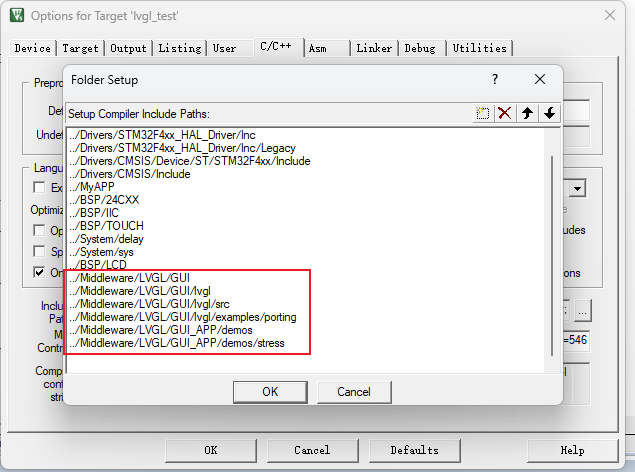 Options for Target 'lvgl_test'
Device Target Output Listing User C/C++ Asm Linker Debug Utilities
Folder Setup
?
Setup Compiler Include Paths:
../Drivers/STM32F4xx_HAL_Driver/Inc
../Drivers/STM32F4xx_HAL_Driver/Inc/Legacy
../Drivers/CMSIS/Device/ST/STM32F4xx/Include
../Drivers/CMSIS/Include
../MyAPP
../BSP/24CXX
../BSP/IIC
../BSP/TOUCH
../System/delay
../System/sys
../BSP/LCD
../Middleware/LVGL/GUI
../Middleware/LVGL/GUI/lvgl
../Middleware/LVGL/GUI/lvgl/src
../Middleware/LVGL/GUI/lvgl/examples/porting
../Middleware/LVGL/GUI_APP/demos
../Middleware/LVGL/GUI_APP/demos/stress
OK Cancel
Prepro
Def
Undef
Langu
Ex
Optimiz
Op
Sp
On
udes
ions
Inclu
Pat
M
Contr
Comp
cont
stri
...
=546
OK Cancel Defaults Help